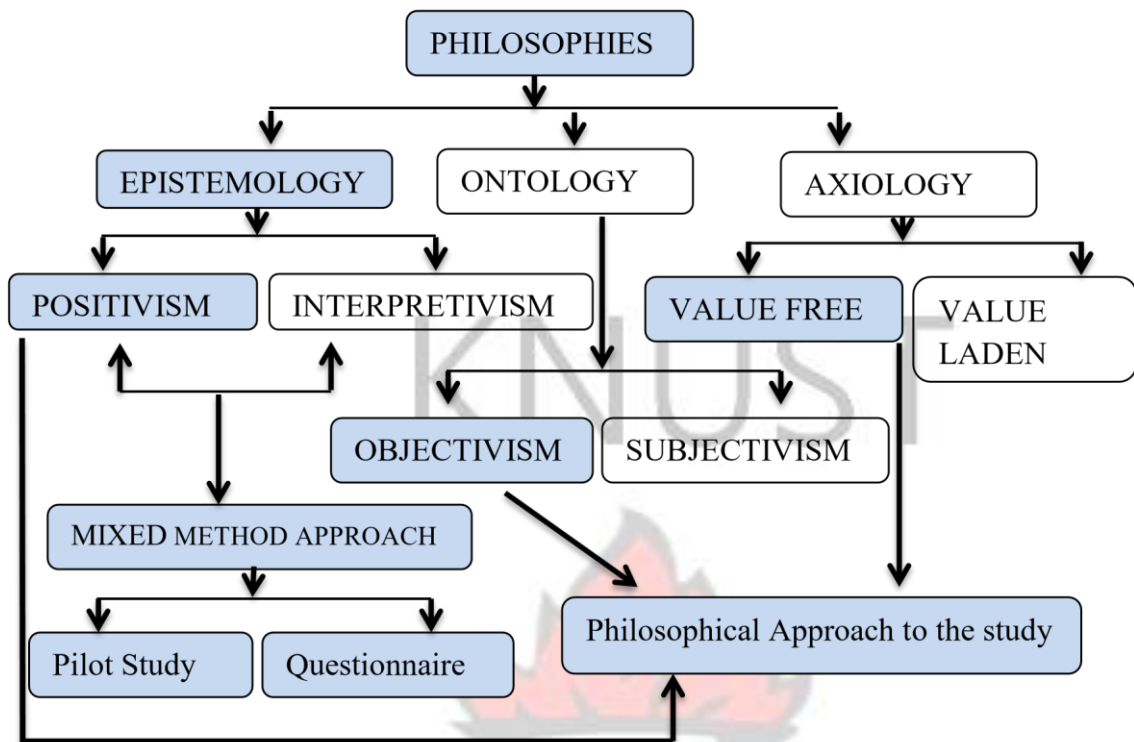 PHILOSOPHIES
EPISTEMOLOGY
ONTOLOGY
AXIOLOGY
POSITIVISM
INTERPRETIVISM
VALUE FREE
VALUE
LADEN
KNUST
OBJECTIVISM
SUBJECTIVISM
MIXED METHOD APPROACH
Philosophical Approach to the study
Pilot Study
Questionnaire